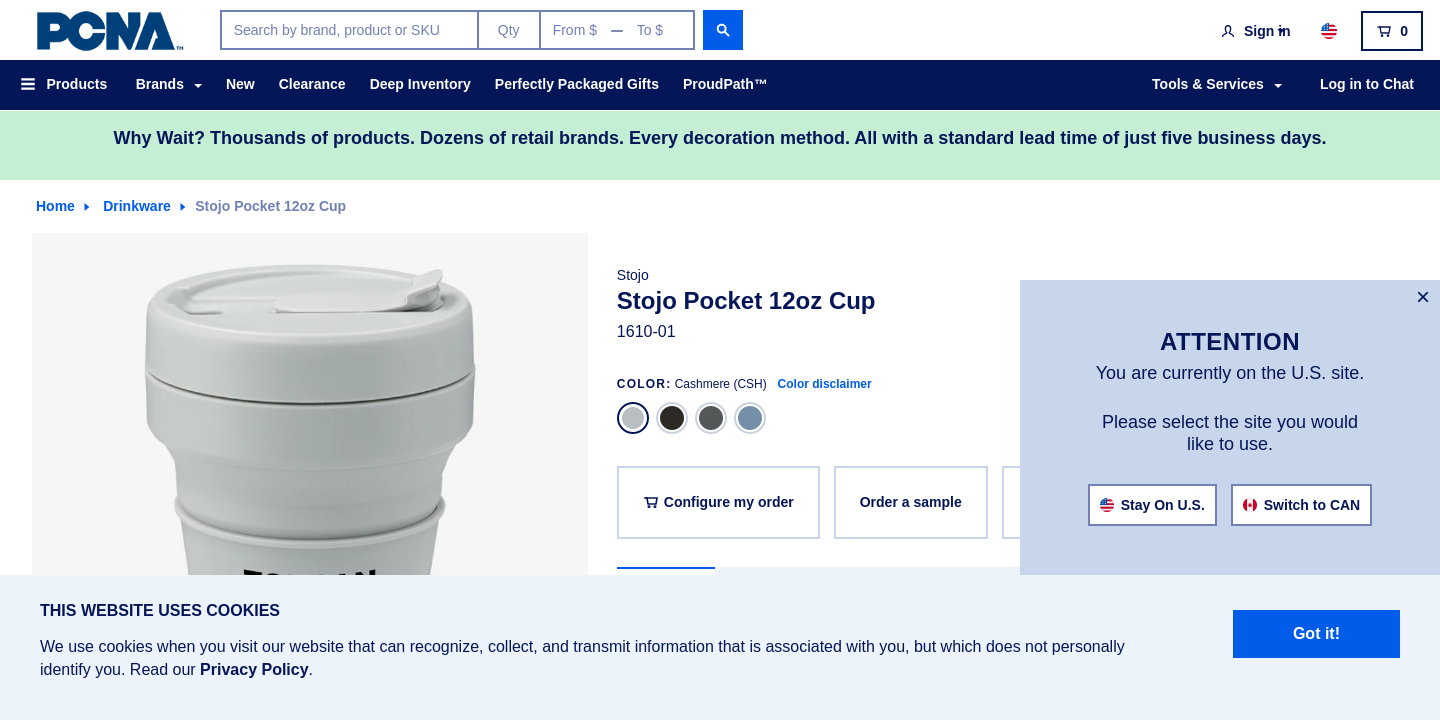 PCNA™
Search by brand, product or SKU
Qty
From $ — To $
Sign in
0
Products
Brands
New
Clearance
Deep Inventory
Perfectly Packaged Gifts
ProudPath™
Tools & Services
Log in to Chat
Why Wait? Thousands of products. Dozens of retail brands. Every decoration method. All with a standard lead time of just five business days.
Home
Drinkware
Stojo Pocket 12oz Cup
Stojo
Stojo Pocket 12oz Cup
1610-01
COLOR: Cashmere (CSH) Color disclaimer
Configure my order
Order a sample
×
ATTENTION
You are currently on the U.S. site.
Please select the site you would
like to use.
Stay On U.S.
Switch to CAN
THIS WEBSITE USES COOKIES
We use cookies when you visit our website that can recognize, collect, and transmit information that is associated with you, but which does not personally
identify you. Read our Privacy Policy.
Got it!